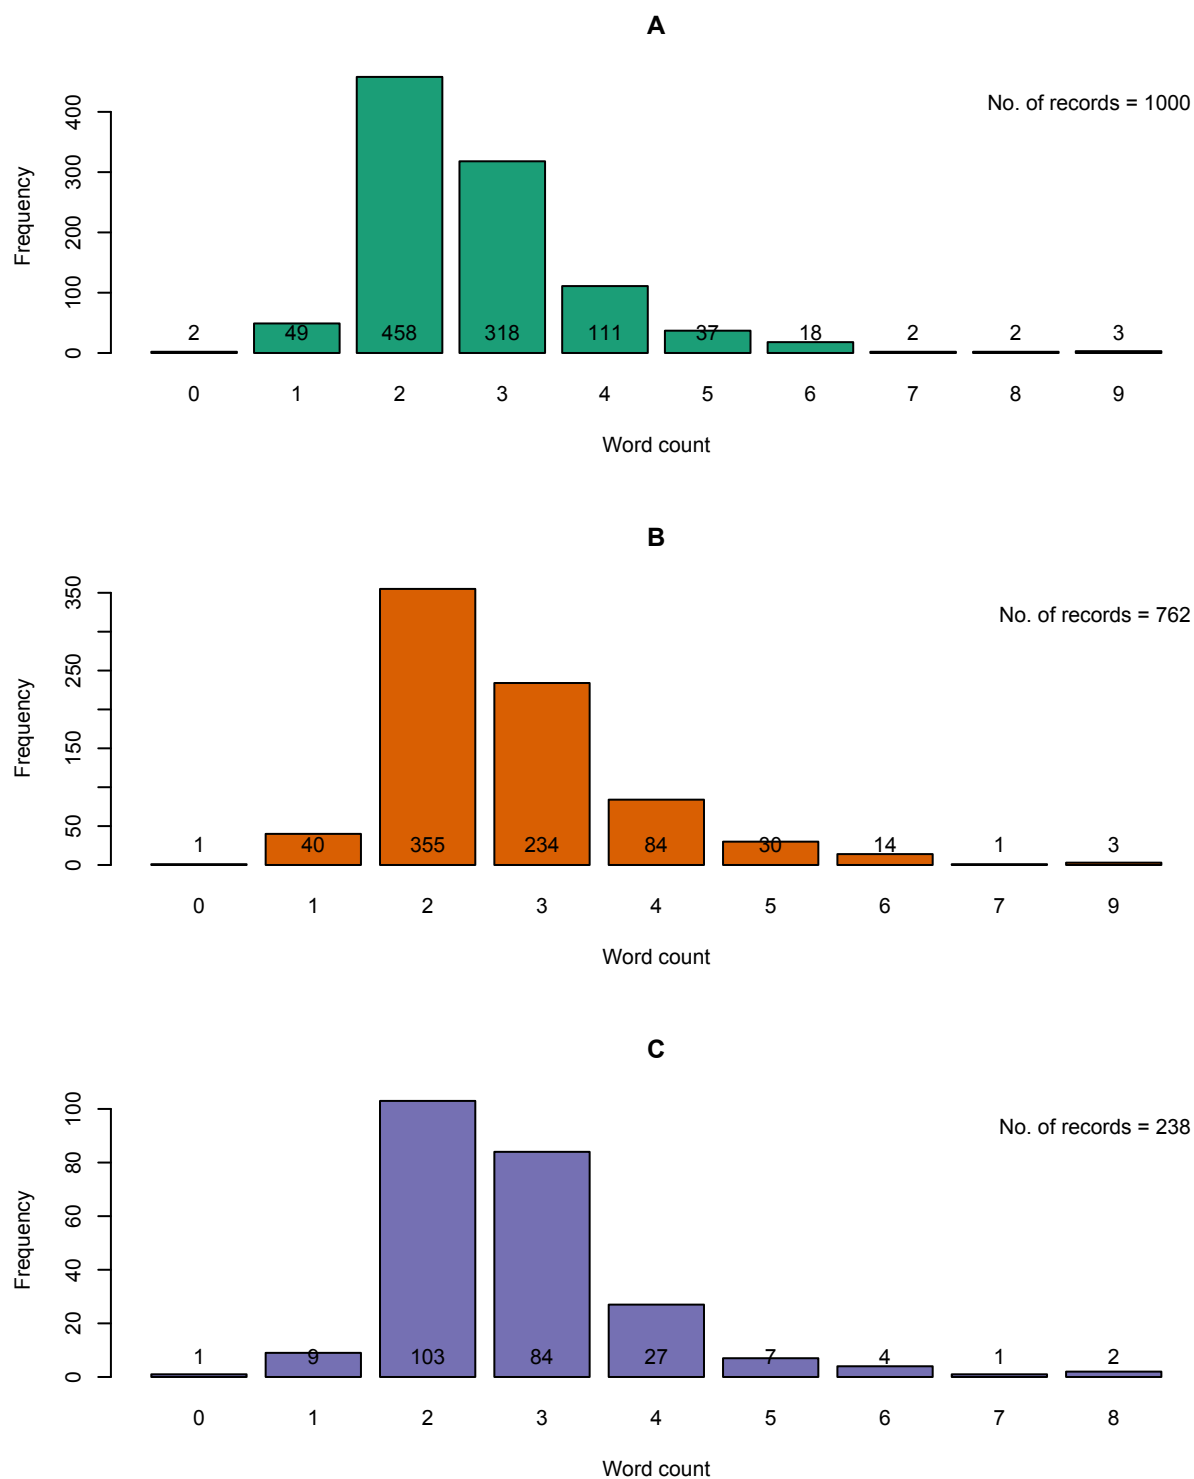 A
No. of records = 1000
Frequency
400
300
200
100
0
2 49 458 318 111 37 18 2 2 3
0 1 2 3 4 5 6 7 8 9
Word count
B
No. of records = 762
Frequency
350
250
150
50
0
1 40 355 234 84 30 14 1 3
0 1 2 3 4 5 6 7 9
Word count
C
No. of records = 238
Frequency
100
80
60
40
20
0
1 9 103 84 27 7 4 1 2
0 1 2 3 4 5 6 7 8
Word count